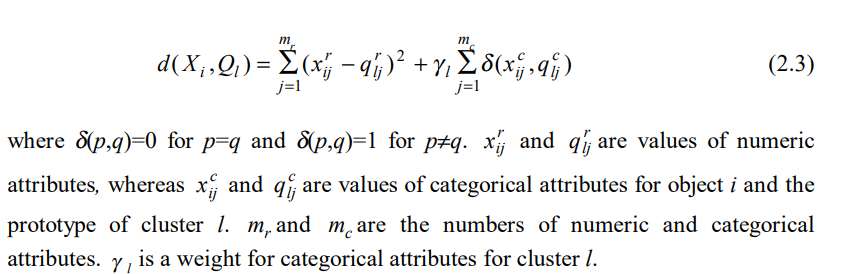 d(X_i, Q_l) = \sum_{j=1}^{m_r} (x_{ij}^r - q_{lj}^r)^2 + γ_l \sum_{j=1}^{m_c} δ(x_{ij}^c, q_{lj}^c) (2.3)
where δ(p,q)=0 for p=q and δ(p,q)=1 for p≠q. x_{ij}^r and q_{lj}^r are values of numeric
attributes, whereas x_{ij}^c and q_{lj}^c are values of categorical attributes for object i and the
prototype of cluster l. m_r and m_c are the numbers of numeric and categorical
attributes. γ_l is a weight for categorical attributes for cluster l.